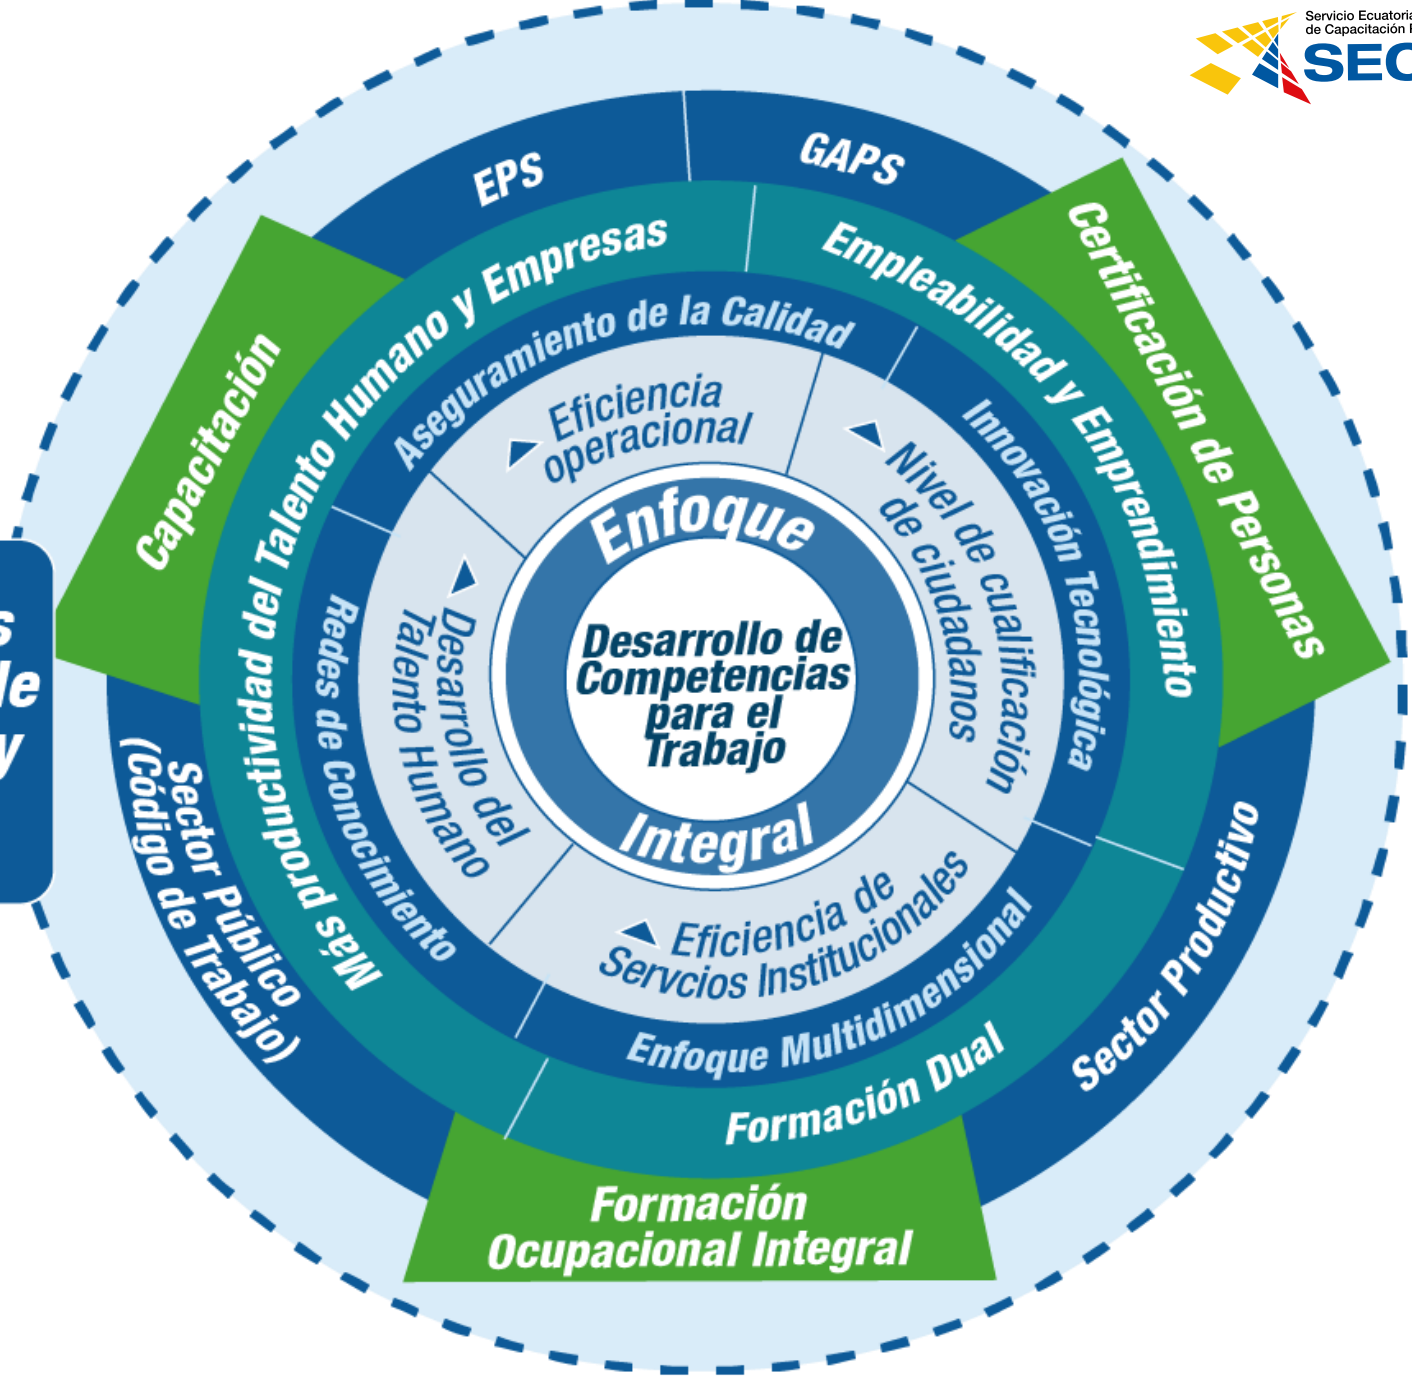 Servicio Ecuatoria
de Capacitación P
SEC
EPS
GAPS
Capacitación
Certificación de Personas
Más productividad del Talento Humano y Empresas
Empleabilidad y Emprendimiento
Aseguramiento de la Calidad
Innovación Tecnológica
Redes de Conocimiento
Enfoque Multidimensional
Eficiencia
operacional
Nivel de cualificación
de ciudadanos
Desarrollo del
Talento Humano
Eficiencia de
Servcios Institucionales
Enfoque
Integral
Desarrollo de
Competencias
para el
Trabajo
s
de
y
Sector Público
(Código de Trabajo)
Sector Productivo
Formación Dual
Formación
Ocupacional Integral